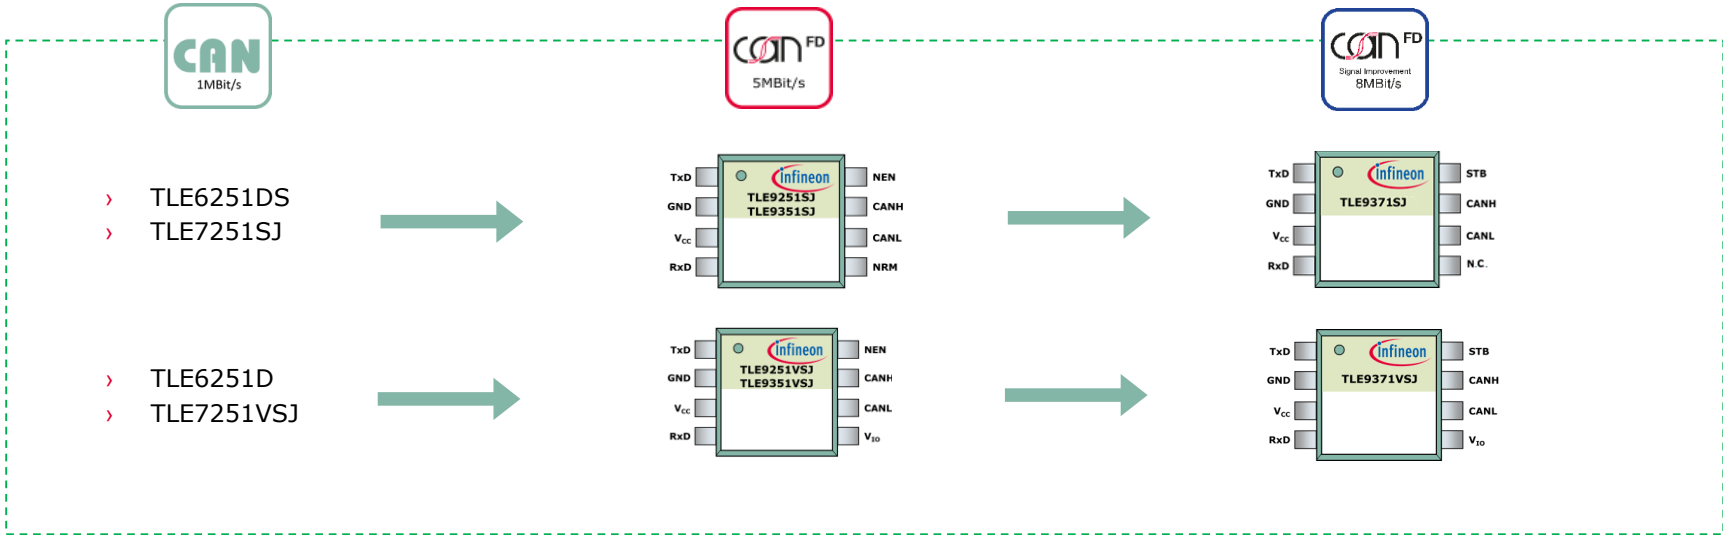 CAN
1MBit/s
CAN FD
5MBit/s
CAN FD
Signal Improvement
8MBit/s
› TLE6251DS
› TLE7251SJ
TxD
GND
VCC
RxD
infineon
TLE9251SJ
TLE9351SJ
NEN
CANH
CANL
NRM
TxD
GND
VCC
RxD
infineon
TLE9371SJ
STB
CANH
CANL
N.C.
› TLE6251D
› TLE7251VSJ
TxD
GND
VCC
RxD
infineon
TLE9251VSJ
TLE9351VSJ
NEN
CANH
CANL
VIO
TxD
GND
VCC
RxD
infineon
TLE9371VSJ
STB
CANH
CANL
VIO